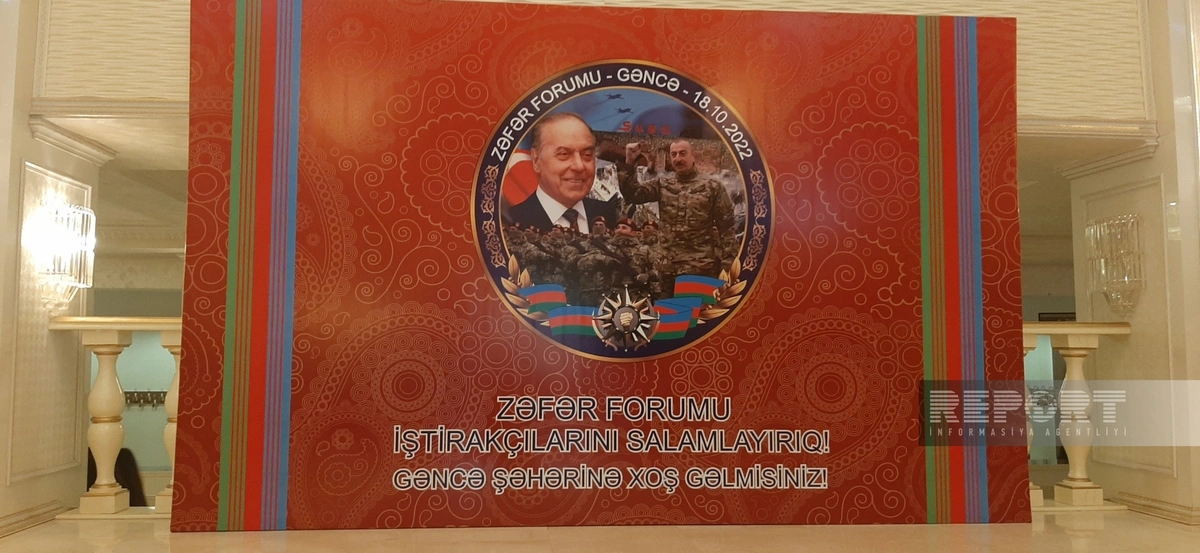 ZƏFƏR FORUMU - GƏNCƏ - 18.10.2022
ZƏFƏR FORUMU
İŞTİRAKÇILARINI SALAMLAYIRIQ!
GƏNCƏ ŞƏHƏRİNƏ XOŞ GƏLMİSİNİZ!
REPORT
İNFORMASİYA AGENTLİYİ